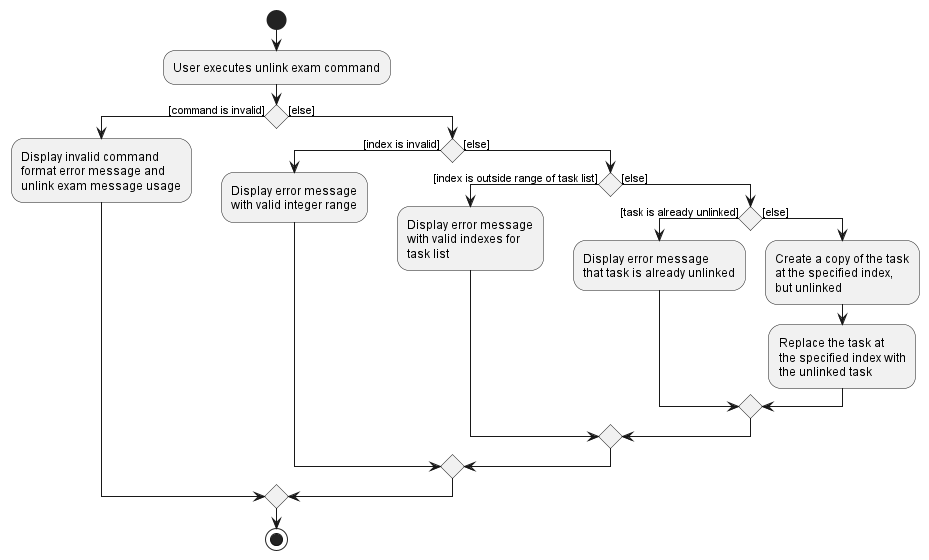 User executes unlink exam command
[command is invalid]
[else]
Display invalid command
format error message and
unlink exam message usage
[index is invalid]
[else]
Display error message
with valid integer range
[index is outside range of task list]
[else]
Display error message
with valid indexes for
task list
[task is already unlinked]
[else]
Display error message
that task is already unlinked
Create a copy of the task
at the specified index,
but unlinked
Replace the task at
the specified index with
the unlinked task